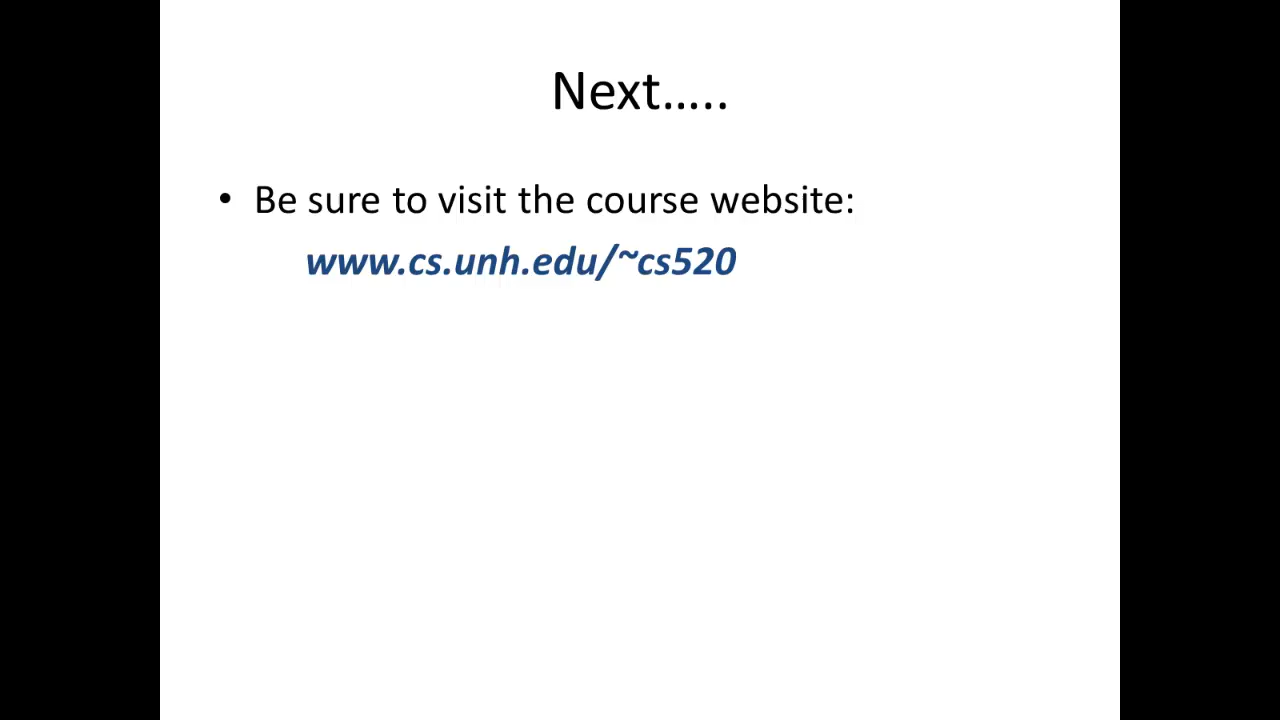 Next…..
• Be sure to visit the course website:
www.cs.unh.edu/~cs520